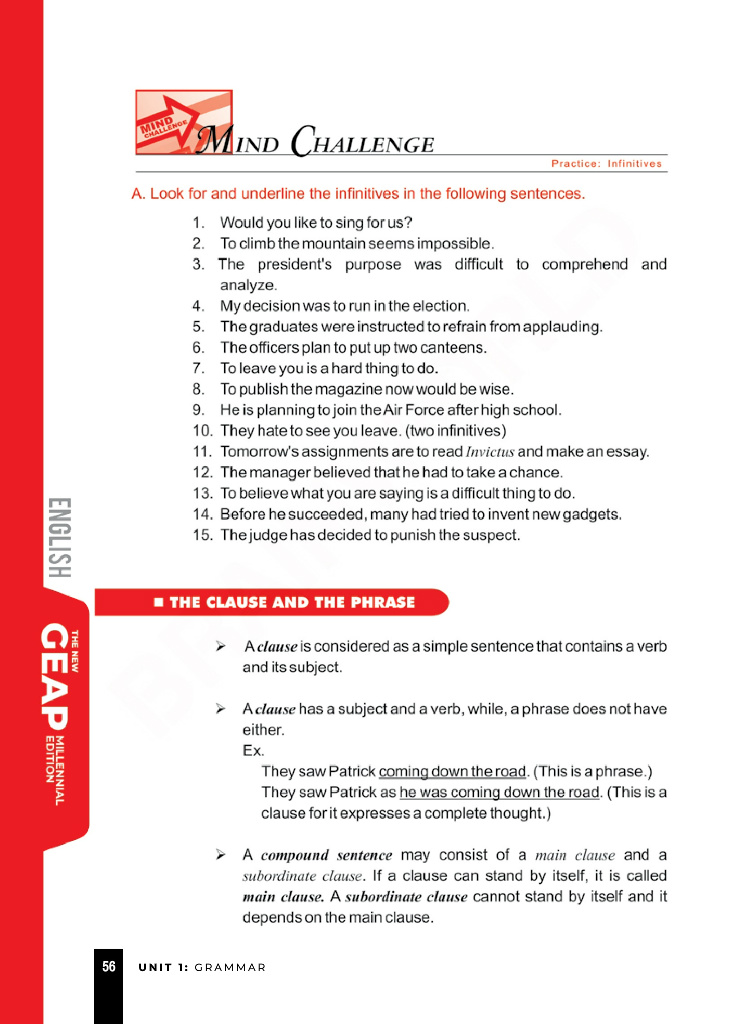 MIND
CHALLENGE
MIND CHALLENGE
Practice: Infinitives
A. Look for and underline the infinitives in the following sentences.
1. Would you like to sing for us?
2. To climb the mountain seems impossible.
3. The president's purpose was difficult to comprehend and
analyze.
4. My decision was to run in the election.
5. The graduates were instructed to refrain from applauding.
6. The officers plan to put up two canteens.
7. To leave you is a hard thing to do.
8. To publish the magazine now would be wise.
9. He is planning to join the Air Force after high school.
10. They hate to see you leave. (two infinitives)
11. Tomorrow's assignments are to read Invictus and make an essay.
12. The manager believed that he had to take a chance.
13. To believe what you are saying is a difficult thing to do.
14. Before he succeeded, many had tried to invent new gadgets.
15. The judge has decided to punish the suspect.
ENGLISH
THE NEW
GEAP
MILLENNIAL
EDITION
■ THE CLAUSE AND THE PHRASE
➢ A clause is considered as a simple sentence that contains a verb
and its subject.
➢ A clause has a subject and a verb, while, a phrase does not have
either.
Ex.
They saw Patrick coming down the road. (This is a phrase.)
They saw Patrick as he was coming down the road. (This is a
clause for it expresses a complete thought.)
➢ A compound sentence may consist of a main clause and a
subordinate clause. If a clause can stand by itself, it is called
main clause. A subordinate clause cannot stand by itself and it
depends on the main clause.
56 UNIT 1: GRAMMAR